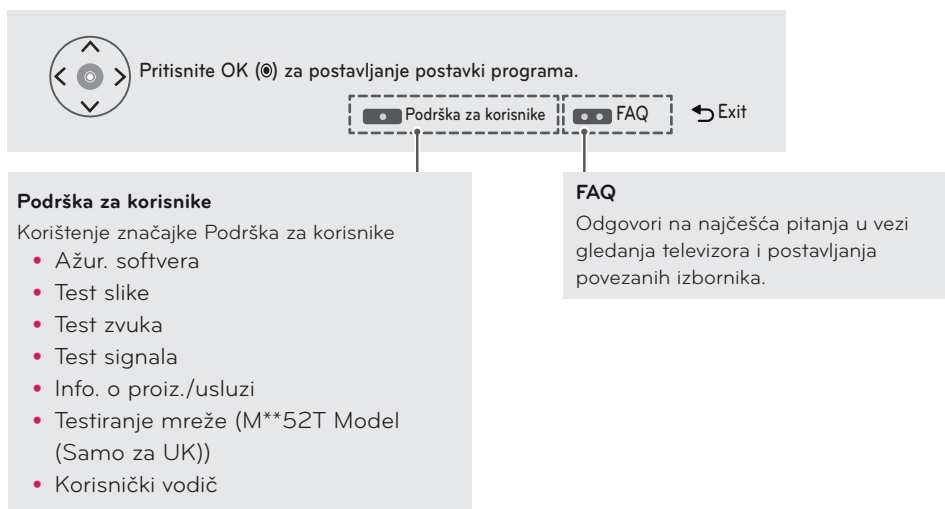 Pritisnite OK (◉) za postavljanje postavki programa.
Podrška za korisnike
FAQ
Exit
Podrška za korisnike
Korištenje značajke Podrška za korisnike
• Ažur. softvera
• Test slike
• Test zvuka
• Test signala
• Info. o proiz./usluzi
• Testiranje mreže (M**52T Model
(Samo za UK))
• Korisnički vodič
FAQ
Odgovori na najčešća pitanja u vezi
gledanja televizora i postavljanja
povezanih izbornika.